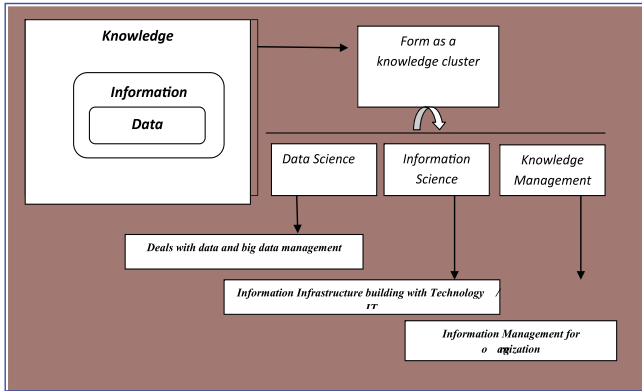 Knowledge
Information
Data
Form as a
knowledge cluster
Data Science
Information
Science
Knowledge
Management
Deals with data and big data management
Information Infrastructure building with Technology /
IT
Information Management for